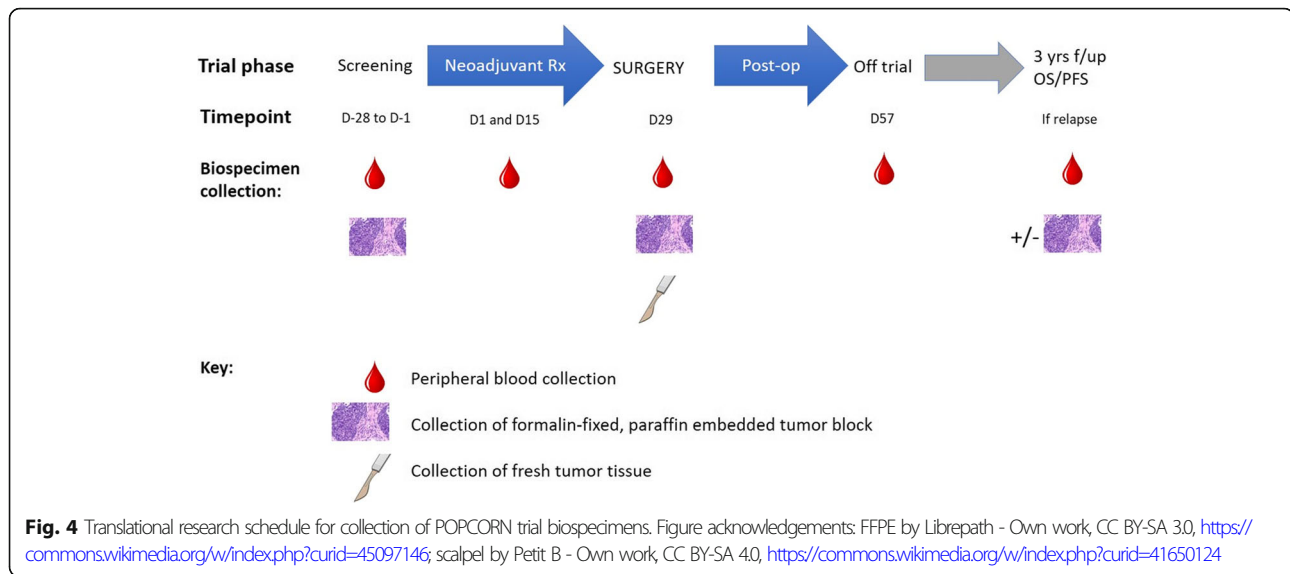 Trial phase Screening Neoadjuvant Rx SURGERY Post-op Off trial 3 yrs f/up
OS/PFS
Timepoint D-28 to D-1 D1 and D15 D29 D57 If relapse
Biospecimen
collection:
+/-
Key:
Peripheral blood collection
Collection of formalin-fixed, paraffin embedded tumor block
Collection of fresh tumor tissue
Fig. 4 Translational research schedule for collection of POPCORN trial biospecimens. Figure acknowledgements: FFPE by Librepath - Own work, CC BY-SA 3.0, https://
commons.wikimedia.org/w/index.php?curid=45097146; scalpel by Petit B - Own work, CC BY-SA 4.0, https://commons.wikimedia.org/w/index.php?curid=41650124